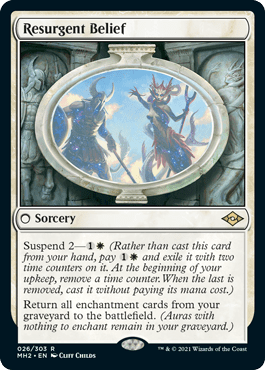 Resurgent Belief
Sorcery
Suspend 2—1 (Rather than cast this card
from your hand, pay 1 and exile it with two
time counters on it. At the beginning of your
upkeep, remove a time counter. When the last is
removed, cast it without paying its mana cost.)
Return all enchantment cards from your
graveyard to the battlefield. (Auras with
nothing to enchant remain in your graveyard.)
026/303 R
MH2 • EN CLIFF CHILDS
™ & © 2021 Wizards of the Coast